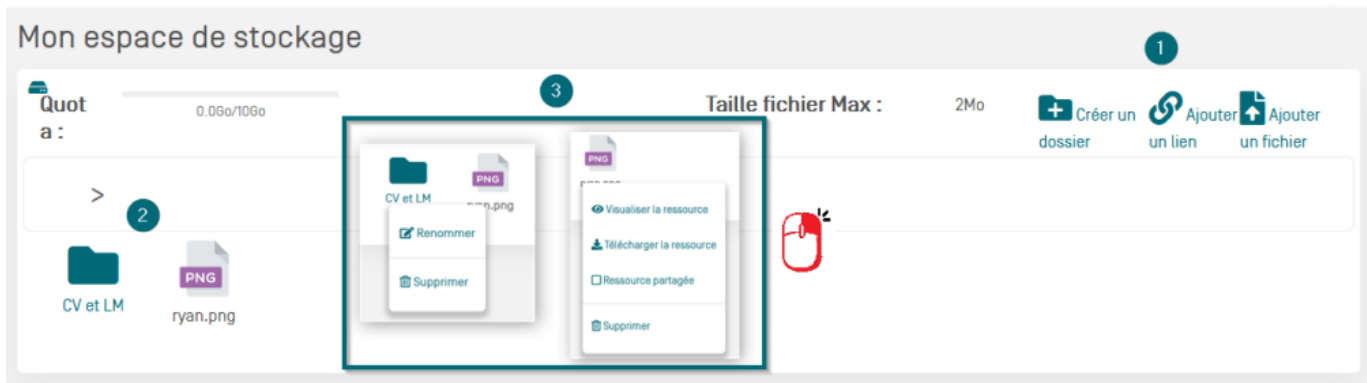 Mon espace de stockage
1
3
Quot
a :
0.0Go/10Go
Taille fichier Max :
2Mo
Créer un
dossier
Ajouter
un lien
Ajouter
un fichier
>
2
CV et LM
PNG
ryan.png
CV et LM
PNG
ryan.png
Renommer
Supprimer
PNG
Visualiser la ressource
Télécharger la ressource
Ressource partagée
Supprimer